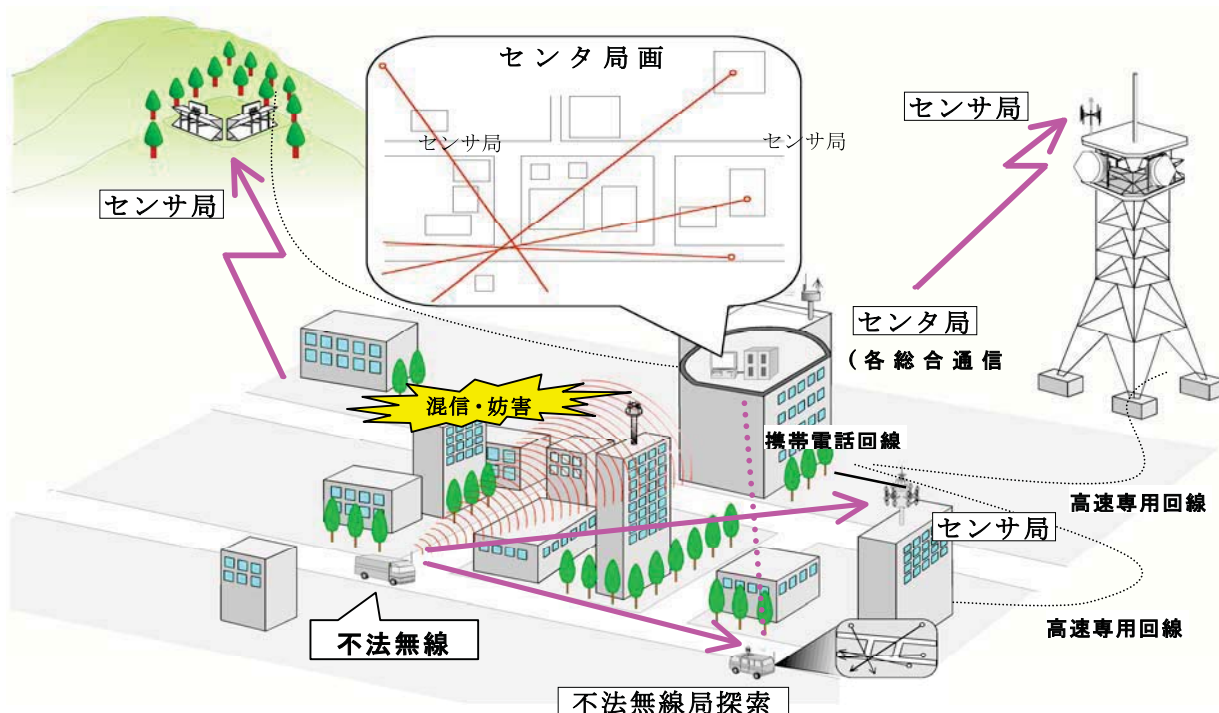 センタ局画
センサ局
センサ局
センサ局
センサ局
センタ局
(各総合通信
混信・妨害
携帯電話回線
高速専用回線
センサ局
不法無線
高速専用回線
不法無線局探索